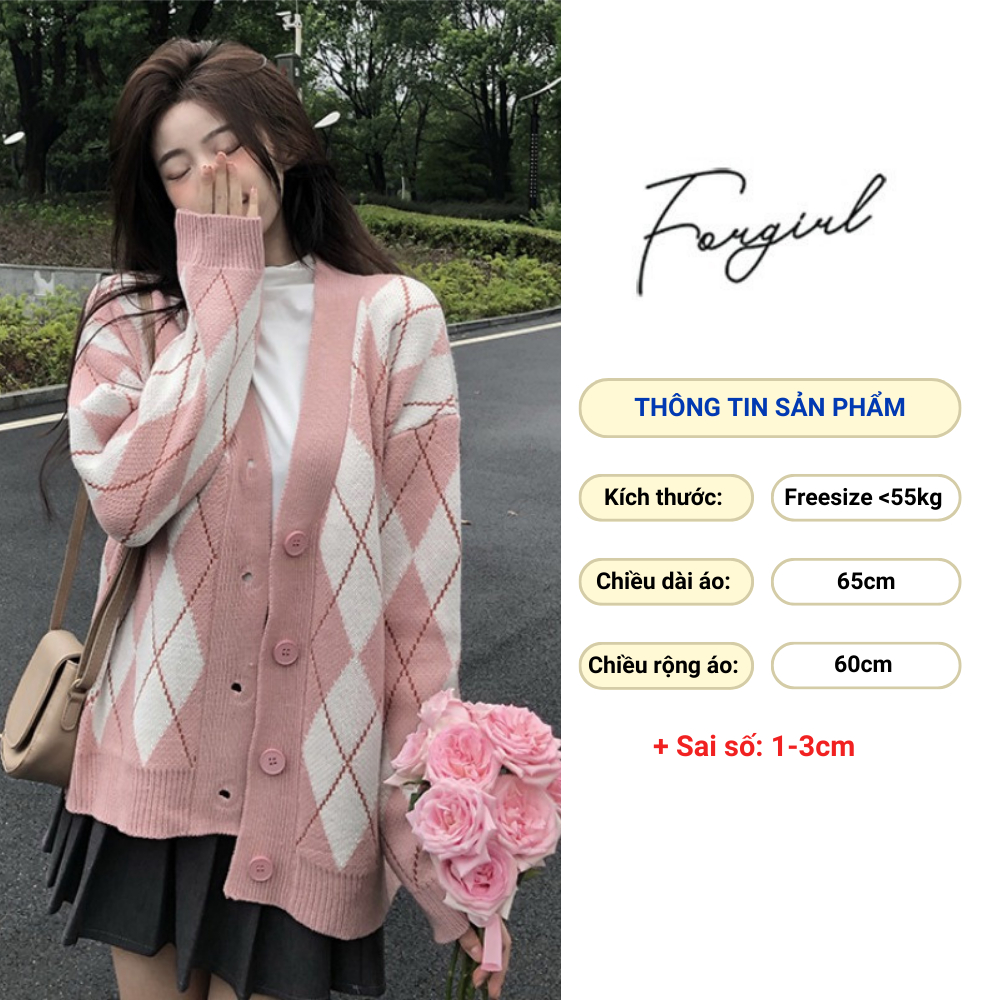 Forgirl
THÔNG TIN SẢN PHẨM
Kích thước: Freesize <55kg
Chiều dài áo: 65cm
Chiều rộng áo: 60cm
+ Sai số: 1-3cm